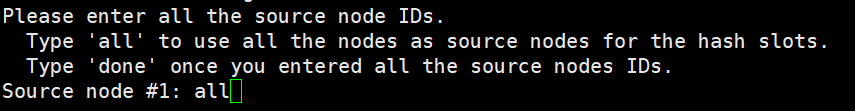 Please enter all the source node IDs.
Type 'all' to use all the nodes as source nodes for the hash slots.
Type 'done' once you entered all the source nodes IDs.
Source node #1: all